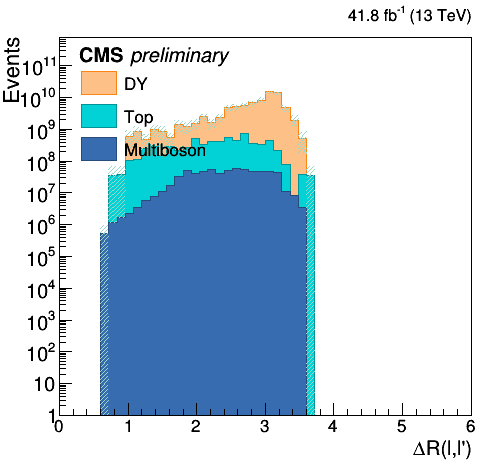 41.8 fb⁻¹ (13 TeV)
Events
CMS preliminary
DY
Top
Multiboson
10¹¹
10¹⁰
10⁹
10⁸
10⁷
10⁶
10⁵
10⁴
10³
10²
10
1
0 1 2 3 4 5 6
ΔR(l,l')